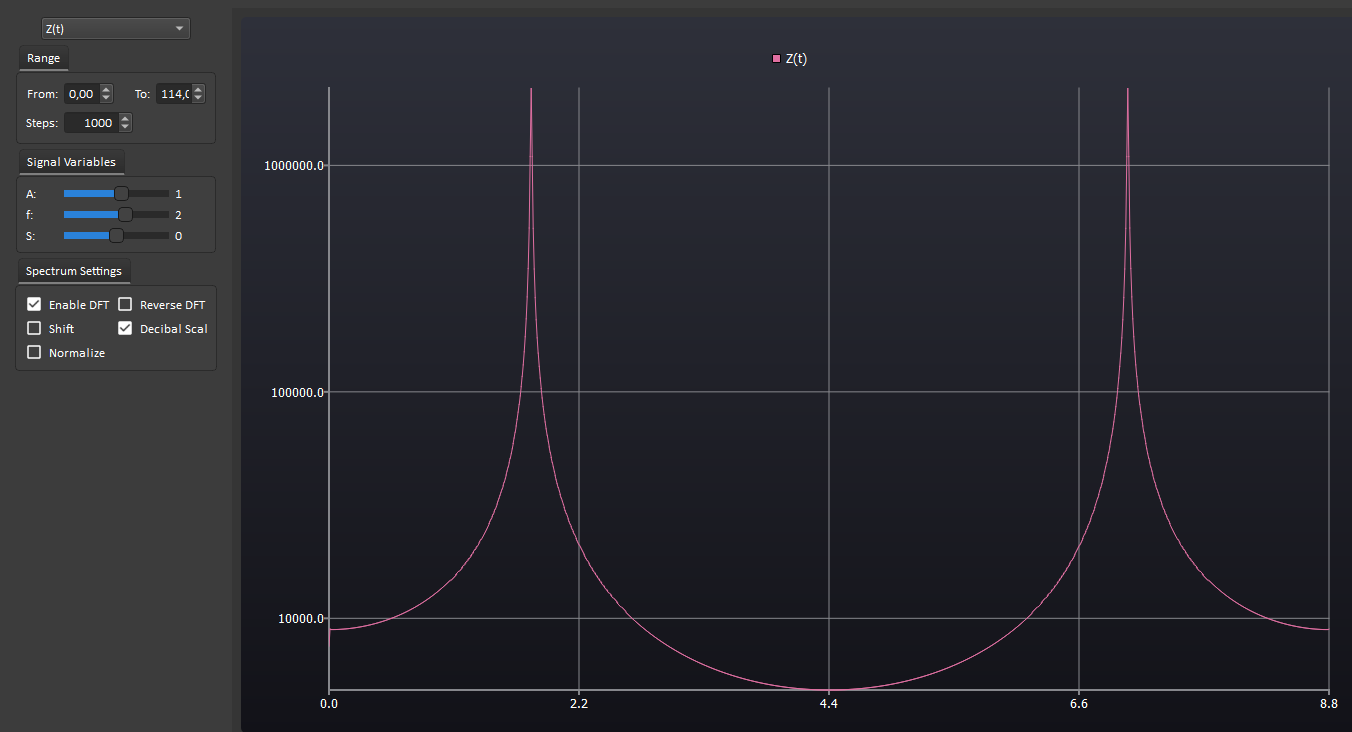 Z(t)
Range
From: 0,00 To: 114,0
Steps: 1000
Signal Variables
A: 1
f: 2
S: 0
Spectrum Settings
Enable DFT Reverse DFT
Shift Decibal Scal
Normalize
Z(t)
1000000.0
100000.0
10000.0
0.0 2.2 4.4 6.6 8.8